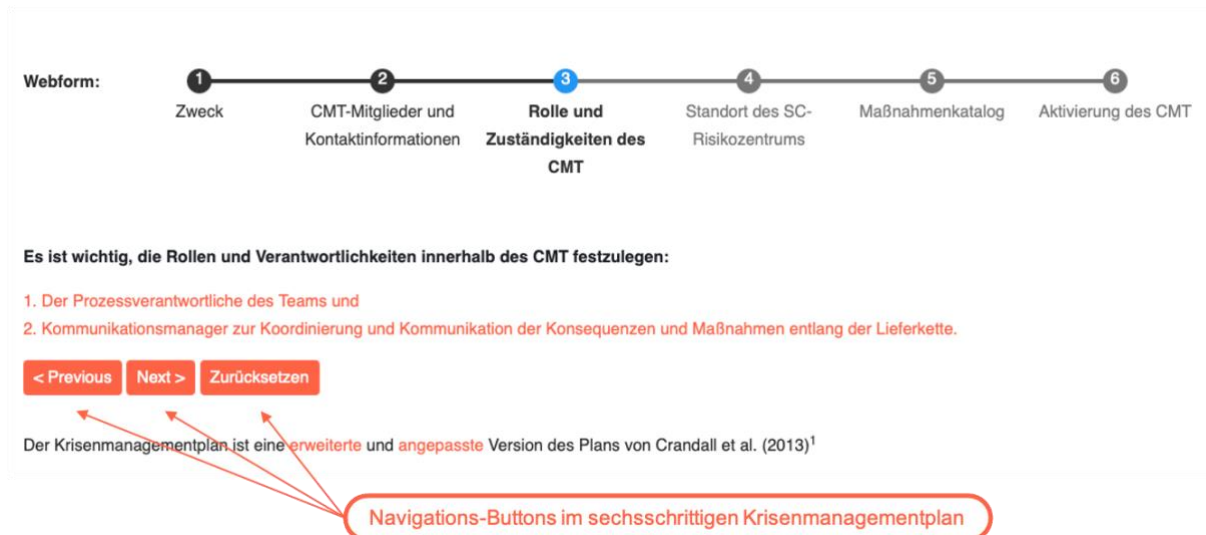 Webform:
1 2 3 4 5 6
Zweck CMT-Mitglieder und Rolle und Standort des SC- Maßnahmenkatalog Aktivierung des CMT
Kontaktinformationen Zuständigkeiten des Risikozentrums
CMT
Es ist wichtig, die Rollen und Verantwortlichkeiten innerhalb des CMT festzulegen:
1. Der Prozessverantwortliche des Teams und
2. Kommunikationsmanager zur Koordinierung und Kommunikation der Konsequenzen und Maßnahmen entlang der Lieferkette.
< Previous Next > Zurücksetzen
Der Krisenmanagementplan ist eine erweiterte und angepasste Version des Plans von Crandall et al. (2013)¹
Navigations-Buttons im sechsschrittigen Krisenmanagementplan